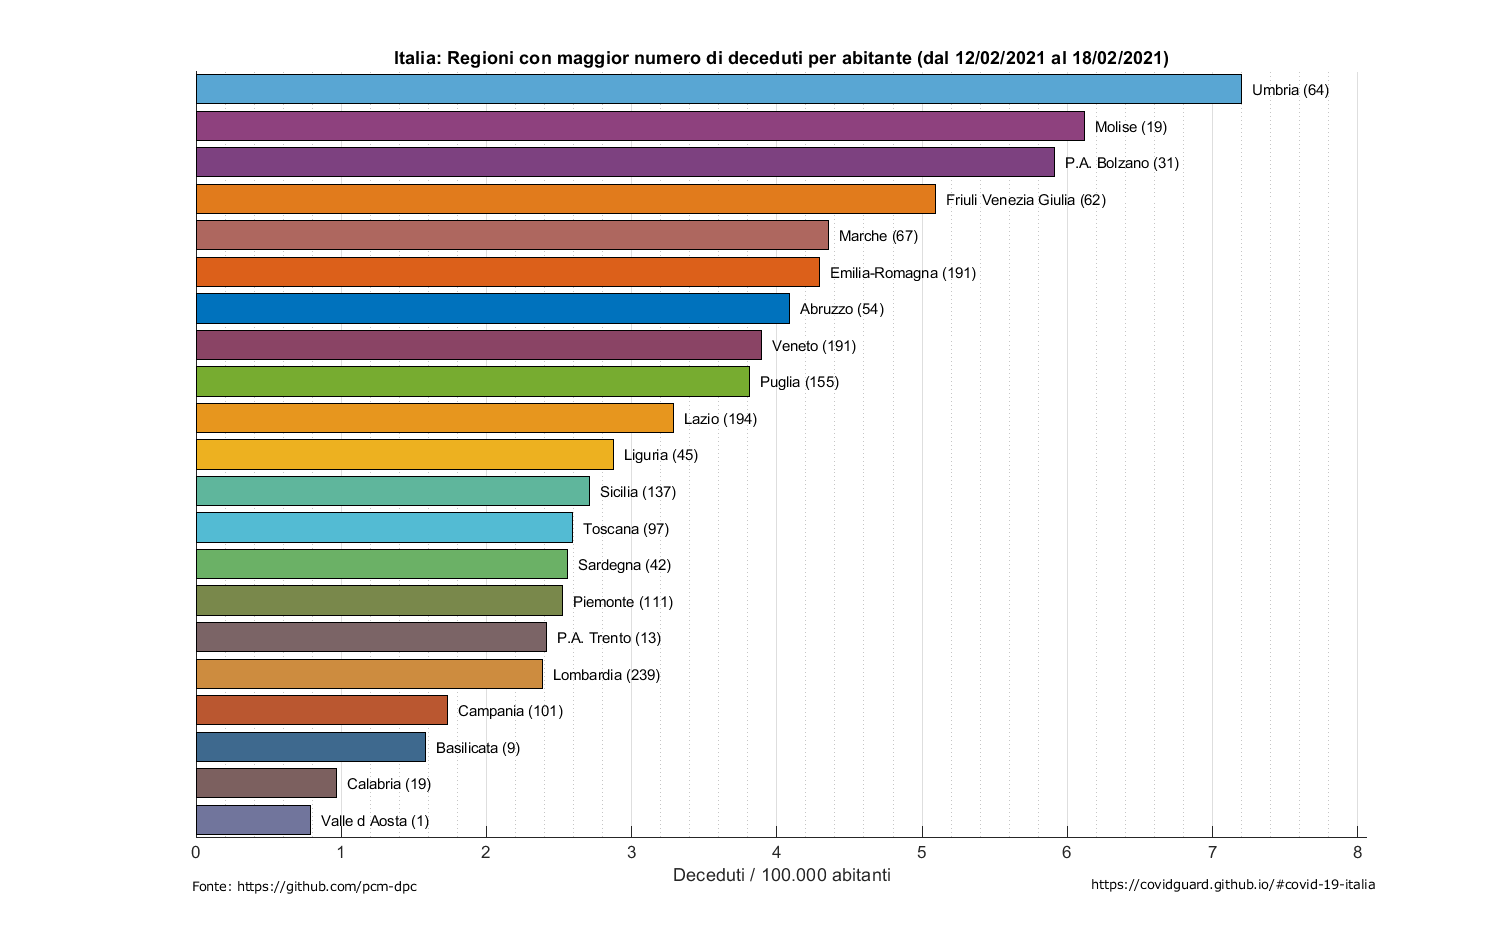 Italia: Regioni con maggior numero di deceduti per abitante (dal 12/02/2021 al 18/02/2021)
Umbria (64)
Molise (19)
P.A. Bolzano (31)
Friuli Venezia Giulia (62)
Marche (67)
Emilia-Romagna (191)
Abruzzo (54)
Veneto (191)
Puglia (155)
Lazio (194)
Liguria (45)
Sicilia (137)
Toscana (97)
Sardegna (42)
Piemonte (111)
P.A. Trento (13)
Lombardia (239)
Campania (101)
Basilicata (9)
Calabria (19)
Valle d Aosta (1)
0 1 2 3 4 5 6 7 8
Deceduti / 100.000 abitanti
Fonte: https://github.com/pcm-dpc
https://covidguard.github.io/#covid-19-italia